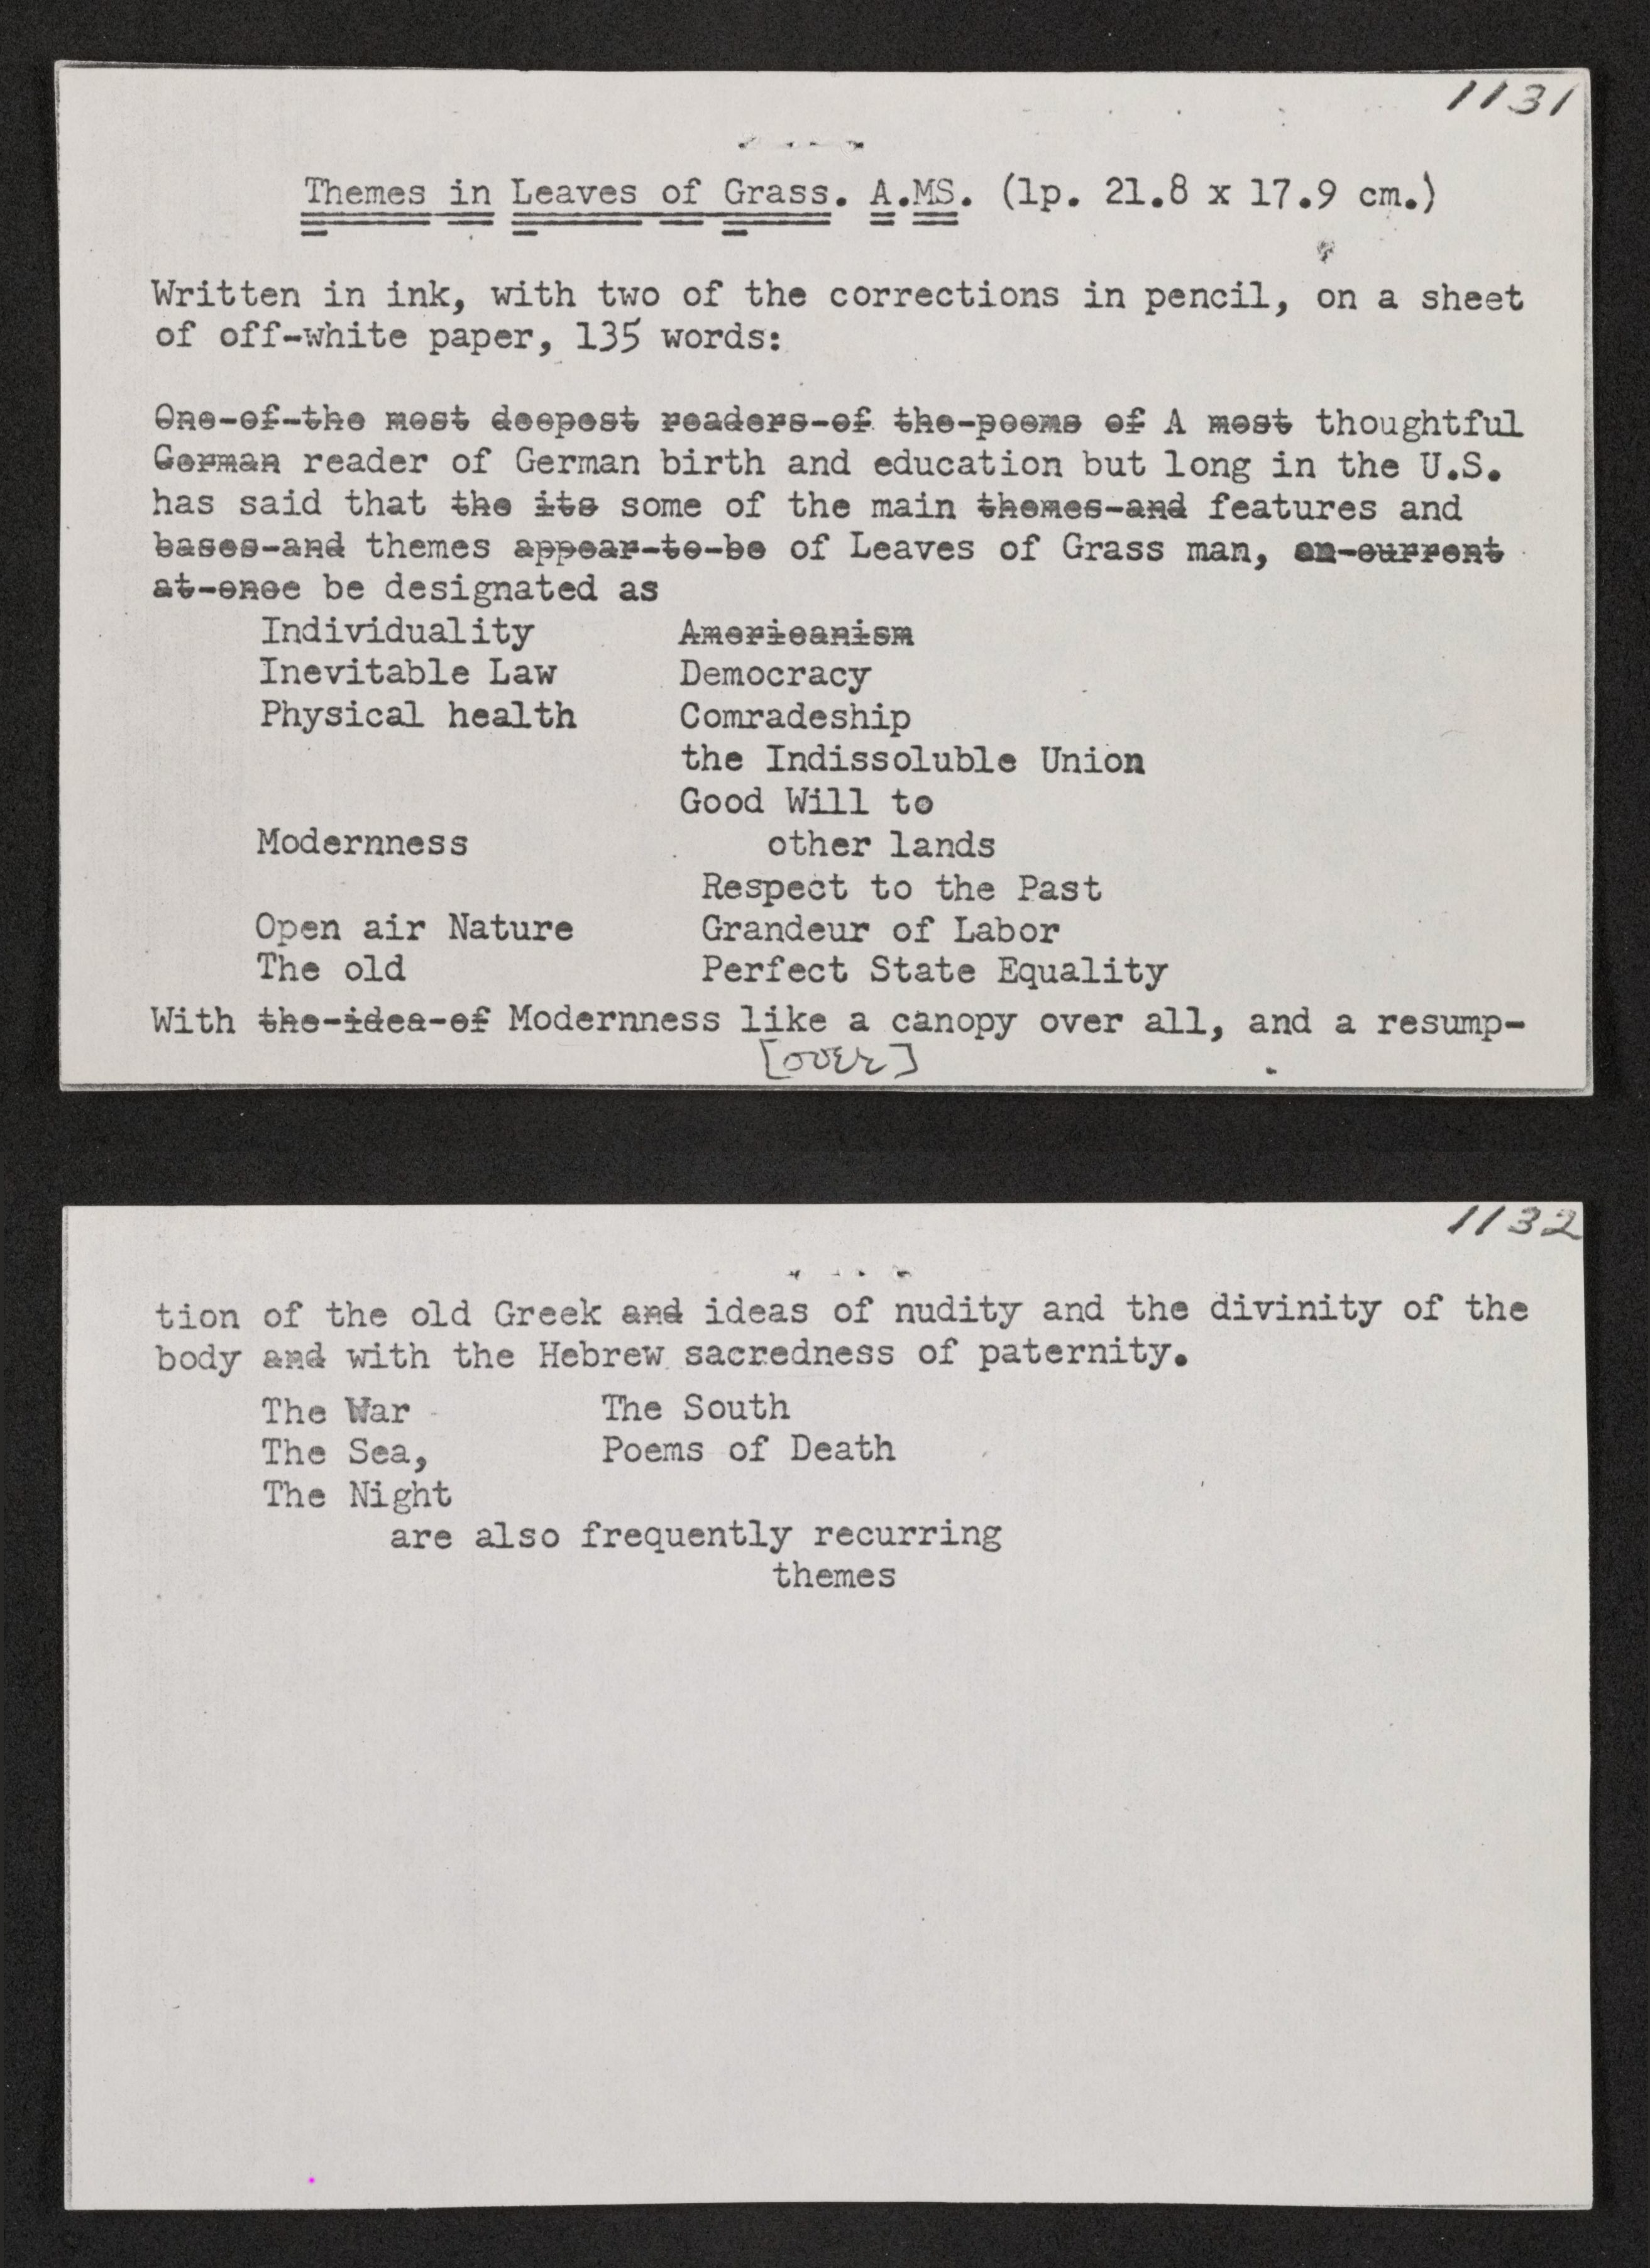 1131
Themes in Leaves of Grass. A.MS. (1p. 21.8 x 17.9 cm.)
Written in ink, with two of the corrections in pencil, on a sheet
of off-white paper, 135 words:
One-of-the most deepest readers-of the-poems of A most thoughtful
German reader of German birth and education but long in the U.S.
has said that the its some of the main themes-and features and
bases-and themes appear-to-be of Leaves of Grass man, on-current
at-once be designated as
Individuality Americanism
Inevitable Law Democracy
Physical health Comradeship
the Indissoluble Union
Good Will to
Modernness other lands
Respect to the Past
Open air Nature Grandeur of Labor
The old Perfect State Equality
With the-idea-of Modernness like a canopy over all, and a resump-
[over]
1132
tion of the old Greek and ideas of nudity and the divinity of the
body and with the Hebrew sacredness of paternity.
The War The South
The Sea, Poems of Death
The Night
are also frequently recurring
themes